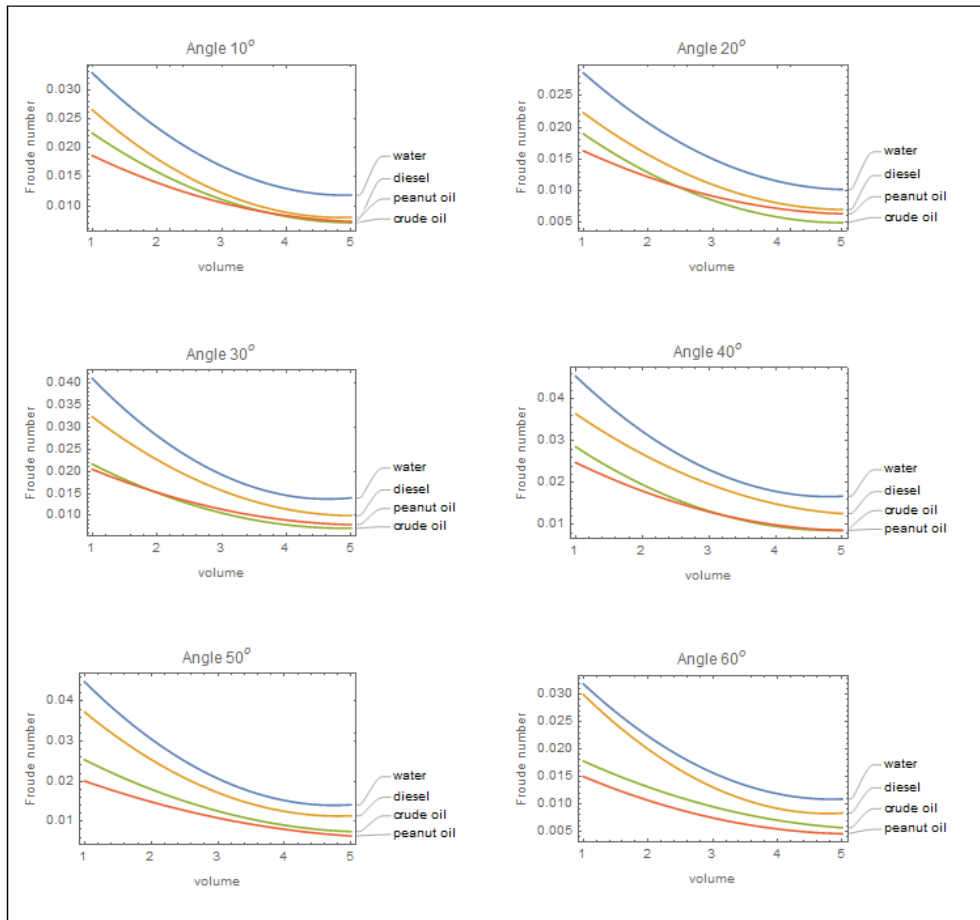 Angle 10°
Froude number
0.030
0.025
0.020
0.015
0.010
water
diesel
peanut oil
crude oil
1 2 3 4 5
volume
Angle 20°
Froude number
0.025
0.020
0.015
0.010
0.005
water
diesel
peanut oil
crude oil
1 2 3 4 5
volume
Angle 30°
Froude number
0.040
0.035
0.030
0.025
0.020
0.015
0.010
water
diesel
peanut oil
crude oil
1 2 3 4 5
volume
Angle 40°
Froude number
0.04
0.03
0.02
0.01
water
diesel
crude oil
peanut oil
1 2 3 4 5
volume
Angle 50°
Froude number
0.04
0.03
0.02
0.01
water
diesel
crude oil
peanut oil
1 2 3 4 5
volume
Angle 60°
Froude number
0.030
0.025
0.020
0.015
0.010
0.005
water
diesel
crude oil
peanut oil
1 2 3 4 5
volume